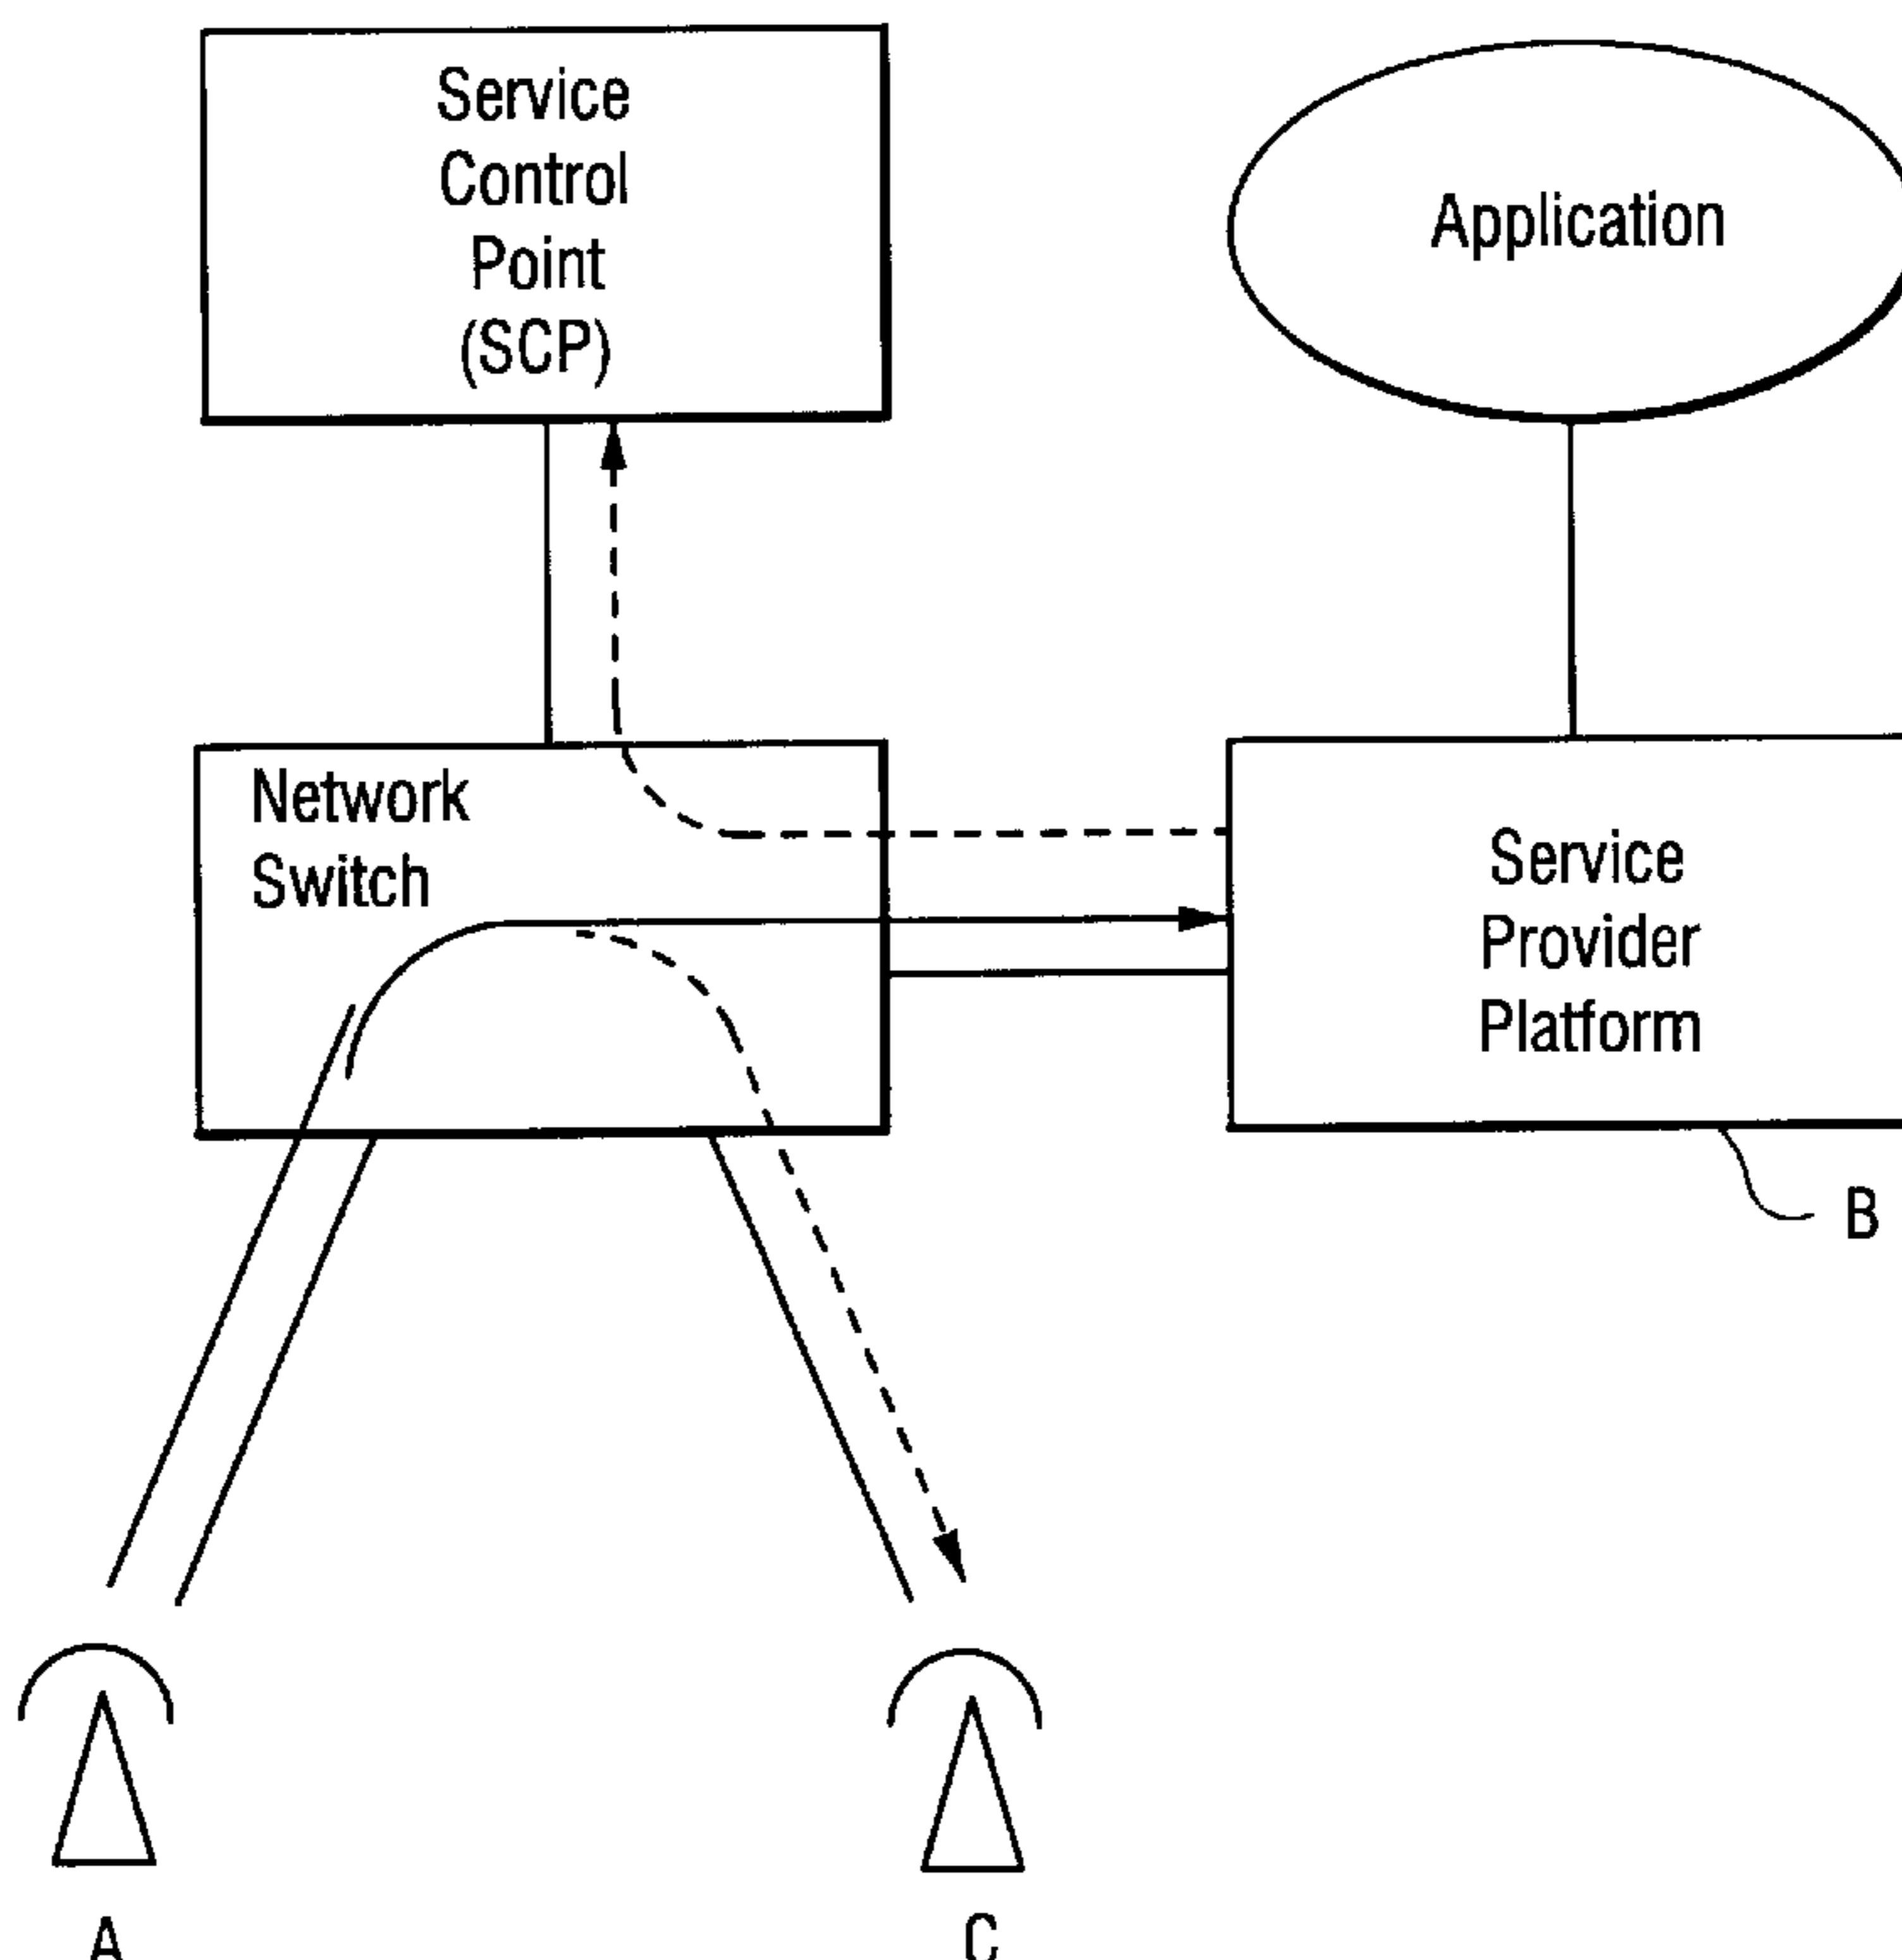 Service
Control
Point
(SCP)
Application
Network
Switch
Service
Provider
Platform
B
A
C